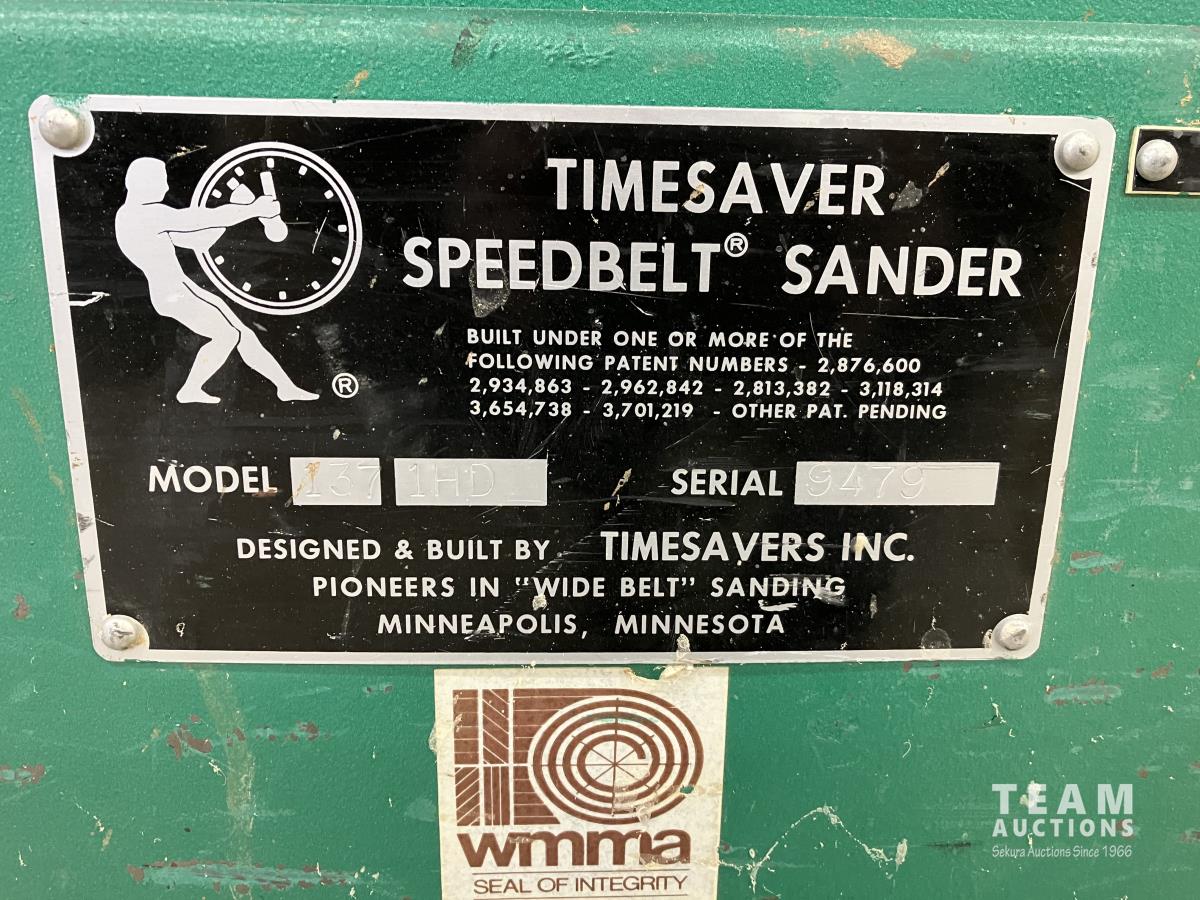 TIMESAVER
SPEEDBELT® SANDER
BUILT UNDER ONE OR MORE OF THE
FOLLOWING PATENT NUMBERS - 2,876,600
2,934,863 - 2,962,842 - 2,813,382 - 3,118,314
3,654,738 - 3,701,219 - OTHER PAT. PENDING
®
MODEL 137 1HD SERIAL 9479
DESIGNED & BUILT BY TIMESAVERS INC.
PIONEERS IN "WIDE BELT" SANDING
MINNEAPOLIS, MINNESOTA
wmma
SEAL OF INTEGRITY
TEAM
AUCTIONS
Sekura Auctions Since 1966